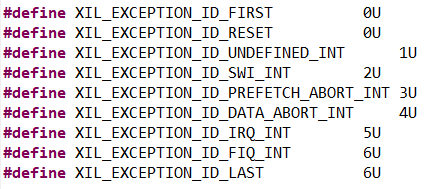 #define XIL_EXCEPTION_ID_FIRST 0U
#define XIL_EXCEPTION_ID_RESET 0U
#define XIL_EXCEPTION_ID_UNDEFINED_INT 1U
#define XIL_EXCEPTION_ID_SWI_INT 2U
#define XIL_EXCEPTION_ID_PREFETCH_ABORT_INT 3U
#define XIL_EXCEPTION_ID_DATA_ABORT_INT 4U
#define XIL_EXCEPTION_ID_IRQ_INT 5U
#define XIL_EXCEPTION_ID_FIQ_INT 6U
#define XIL_EXCEPTION_ID_LAST 6U